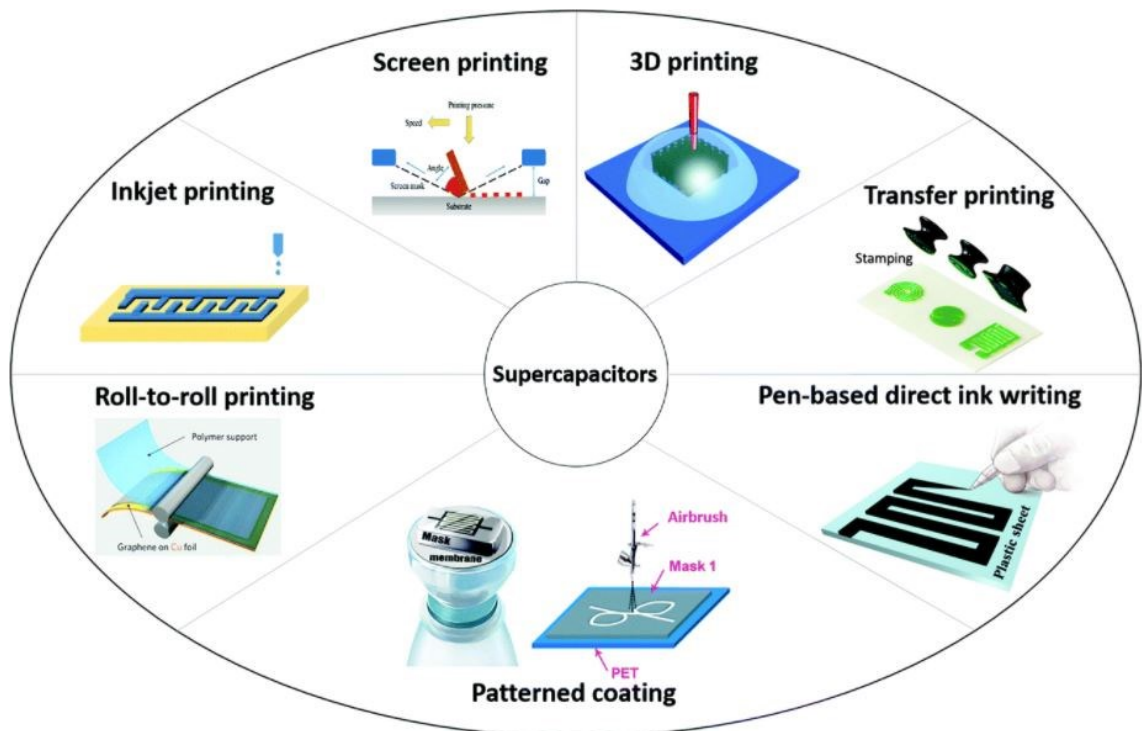 Screen printing
Printing pressure
Speed
Angle
Screen mask
Gap
Substrate
3D printing
Inkjet printing
Transfer printing
Stamping
Supercapacitors
Roll-to-roll printing
Polymer support
Graphene on Cu foil
Pen-based direct ink writing
Plastic sheet
Mask
membrane
Airbrush
Mask 1
PET
Patterned coating